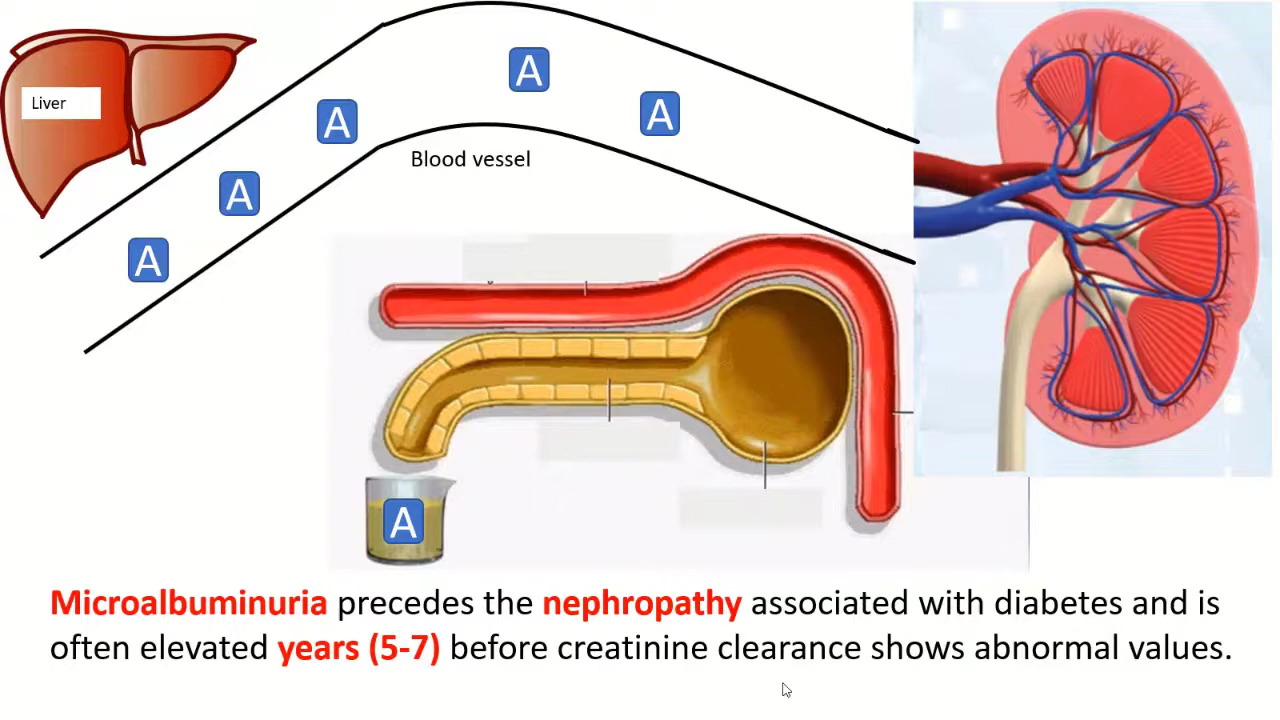 Liver
A
A
A
A
A
Blood vessel
A
Microalbuminuria precedes the nephropathy associated with diabetes and is
often elevated years (5-7) before creatinine clearance shows abnormal values.